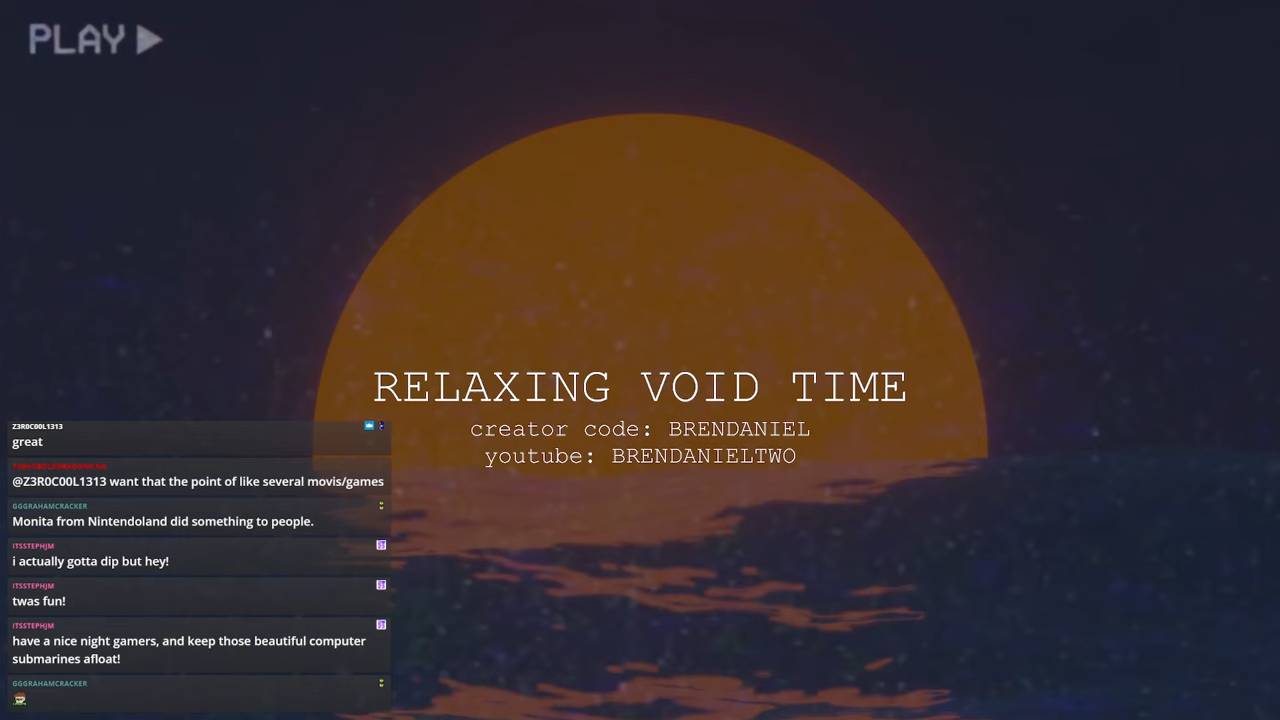 PLAY
RELAXING VOID TIME
creator code: BRENDANIEL
youtube: BRENDANIELTWO
Z3R0C00L1313
great
@Z3R0C00L1313 want that the point of like several movis/games
GGGRAHAMCRACKER
Monita from Nintendoland did something to people.
ITSSTEPHJM
i actually gotta dip but hey!
ITSSTEPHJM
twas fun!
ITSSTEPHJM
have a nice night gamers, and keep those beautiful computer
submarines afloat!
GGGRAHAMCRACKER